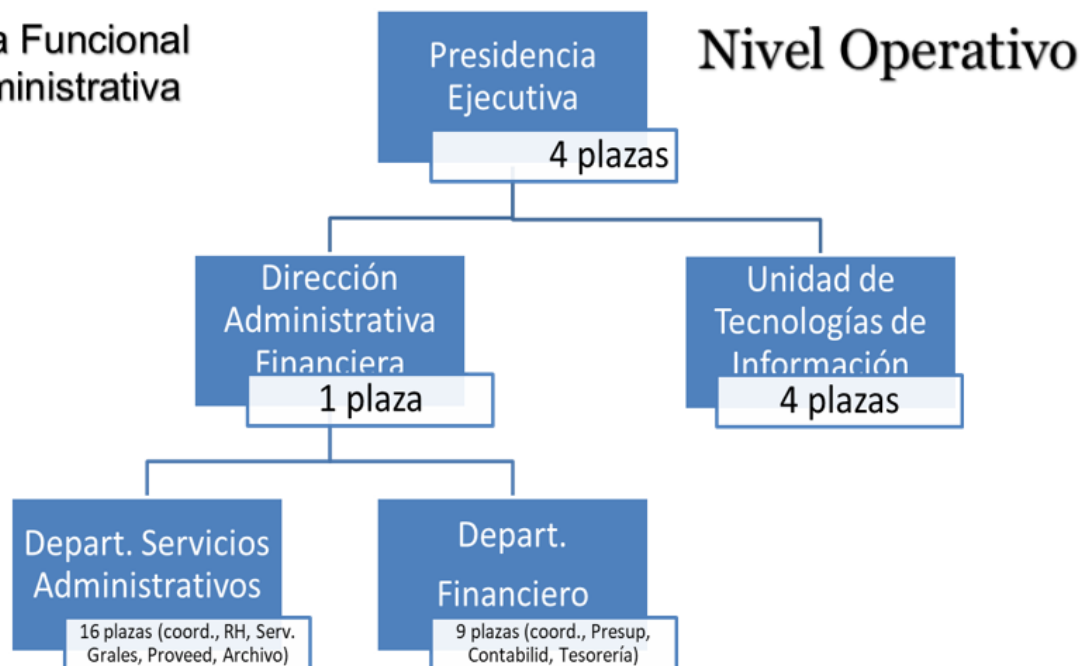 a Funcional
ministrativa
Nivel Operativo
Presidencia
Ejecutiva
4 plazas
Dirección
Administrativa
Financiera
1 plaza
Unidad de
Tecnologías de
Información
4 plazas
Depart. Servicios
Administrativos
16 plazas (coord., RH, Serv.
Grales, Proveed, Archivo)
Depart.
Financiero
9 plazas (coord., Presup,
Contabilid, Tesorería)